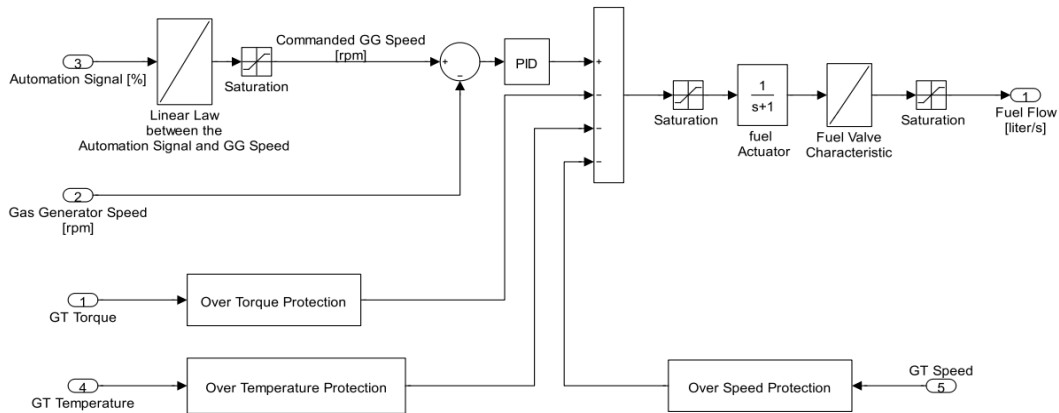 Commanded GG Speed
[rpm]
3
Automation Signal [%]
Linear Law
between the
Automation Signal and GG Speed
Saturation
+
−
PID
+
−
−
−
Saturation
1
s+1
fuel
Actuator
Fuel Valve
Characteristic
Saturation
1
Fuel Flow
[liter/s]
2
Gas Generator Speed
[rpm]
1
GT Torque
Over Torque Protection
4
GT Temperature
Over Temperature Protection
Over Speed Protection
GT Speed
5